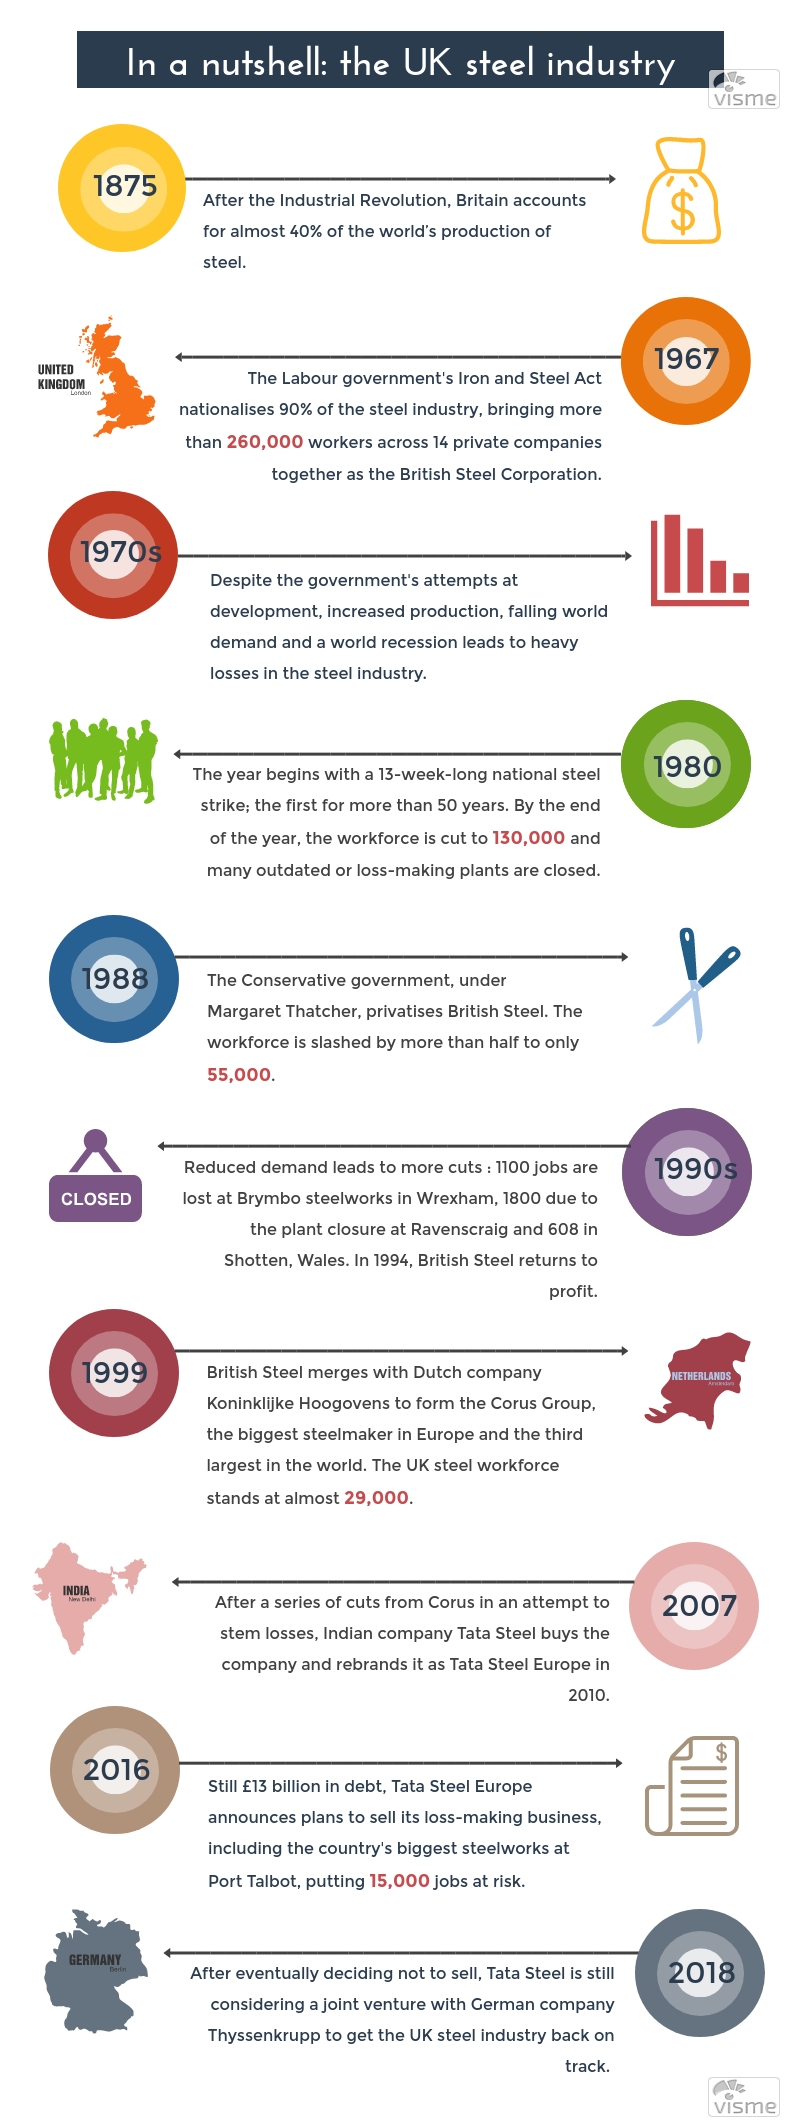 In a nutshell: the UK steel industry
visme
1875
After the Industrial Revolution, Britain accounts
for almost 40% of the world's production of
steel.
$
UNITED
KINGDOM
London
1967
The Labour government's Iron and Steel Act
nationalises 90% of the steel industry, bringing more
than 260,000 workers across 14 private companies
together as the British Steel Corporation.
1970s
Despite the government's attempts at
development, increased production, falling world
demand and a world recession leads to heavy
losses in the steel industry.
1980
The year begins with a 13-week-long national steel
strike; the first for more than 50 years. By the end
of the year, the workforce is cut to 130,000 and
many outdated or loss-making plants are closed.
1988
The Conservative government, under
Margaret Thatcher, privatises British Steel. The
workforce is slashed by more than half to only
55,000.
CLOSED
1990s
Reduced demand leads to more cuts : 1100 jobs are
lost at Brymbo steelworks in Wrexham, 1800 due to
the plant closure at Ravenscraig and 608 in
Shotten, Wales. In 1994, British Steel returns to
profit.
1999
British Steel merges with Dutch company
Koninklijke Hoogovens to form the Corus Group,
the biggest steelmaker in Europe and the third
largest in the world. The UK steel workforce
stands at almost 29,000.
NETHERLANDS
Amsterdam
INDIA
New Delhi
2007
After a series of cuts from Corus in an attempt to
stem losses, Indian company Tata Steel buys the
company and rebrands it as Tata Steel Europe in
2010.
2016
Still £13 billion in debt, Tata Steel Europe
announces plans to sell its loss-making business,
including the country's biggest steelworks at
Port Talbot, putting 15,000 jobs at risk.
$
GERMANY
Berlin
2018
After eventually deciding not to sell, Tata Steel is still
considering a joint venture with German company
Thyssenkrupp to get the UK steel industry back on
track.
visme